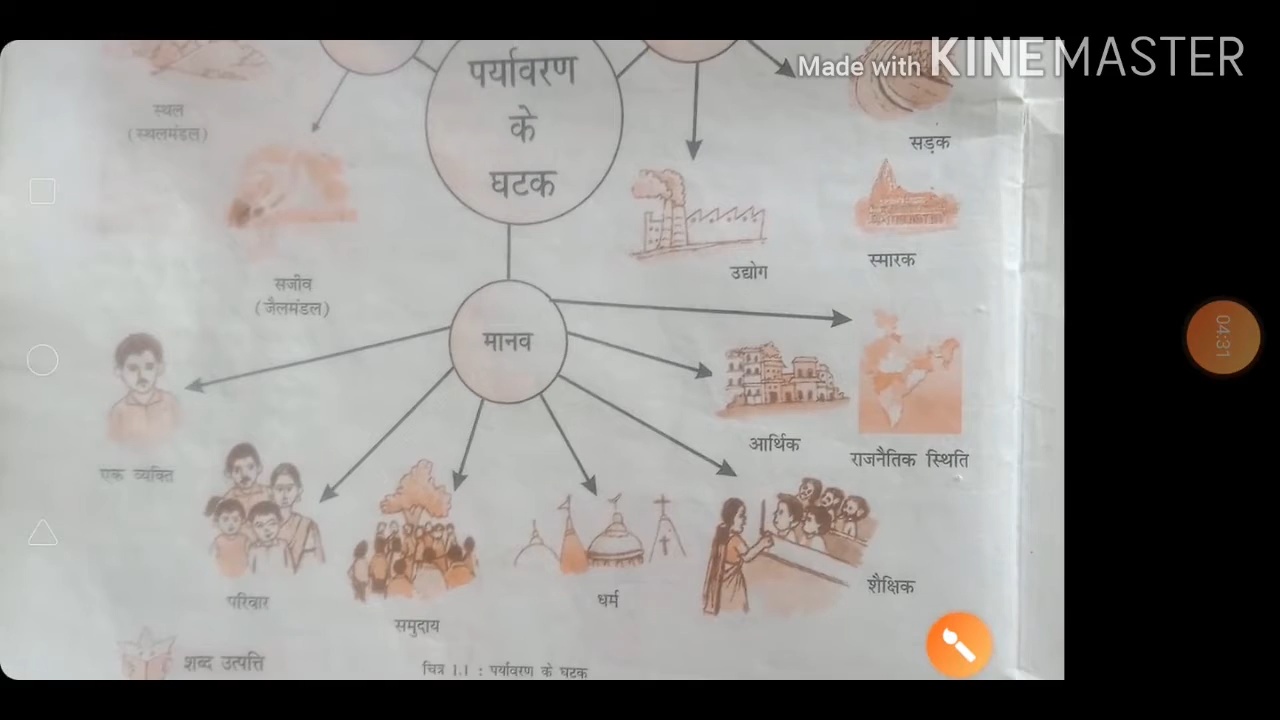 Made with KINEMASTER
पर्यावरण
के
घटक
स्थल
(स्थलमंडल)
सड़क
उद्योग
स्मारक
सजीव
(जैलमंडल)
मानव
आर्थिक
राजनैतिक स्थिति
एक व्यक्ति
परिवार
समुदाय
धर्म
शैक्षिक
शब्द उत्पत्ति
चित्र 1.1 : पर्यावरण के घटक
04:31